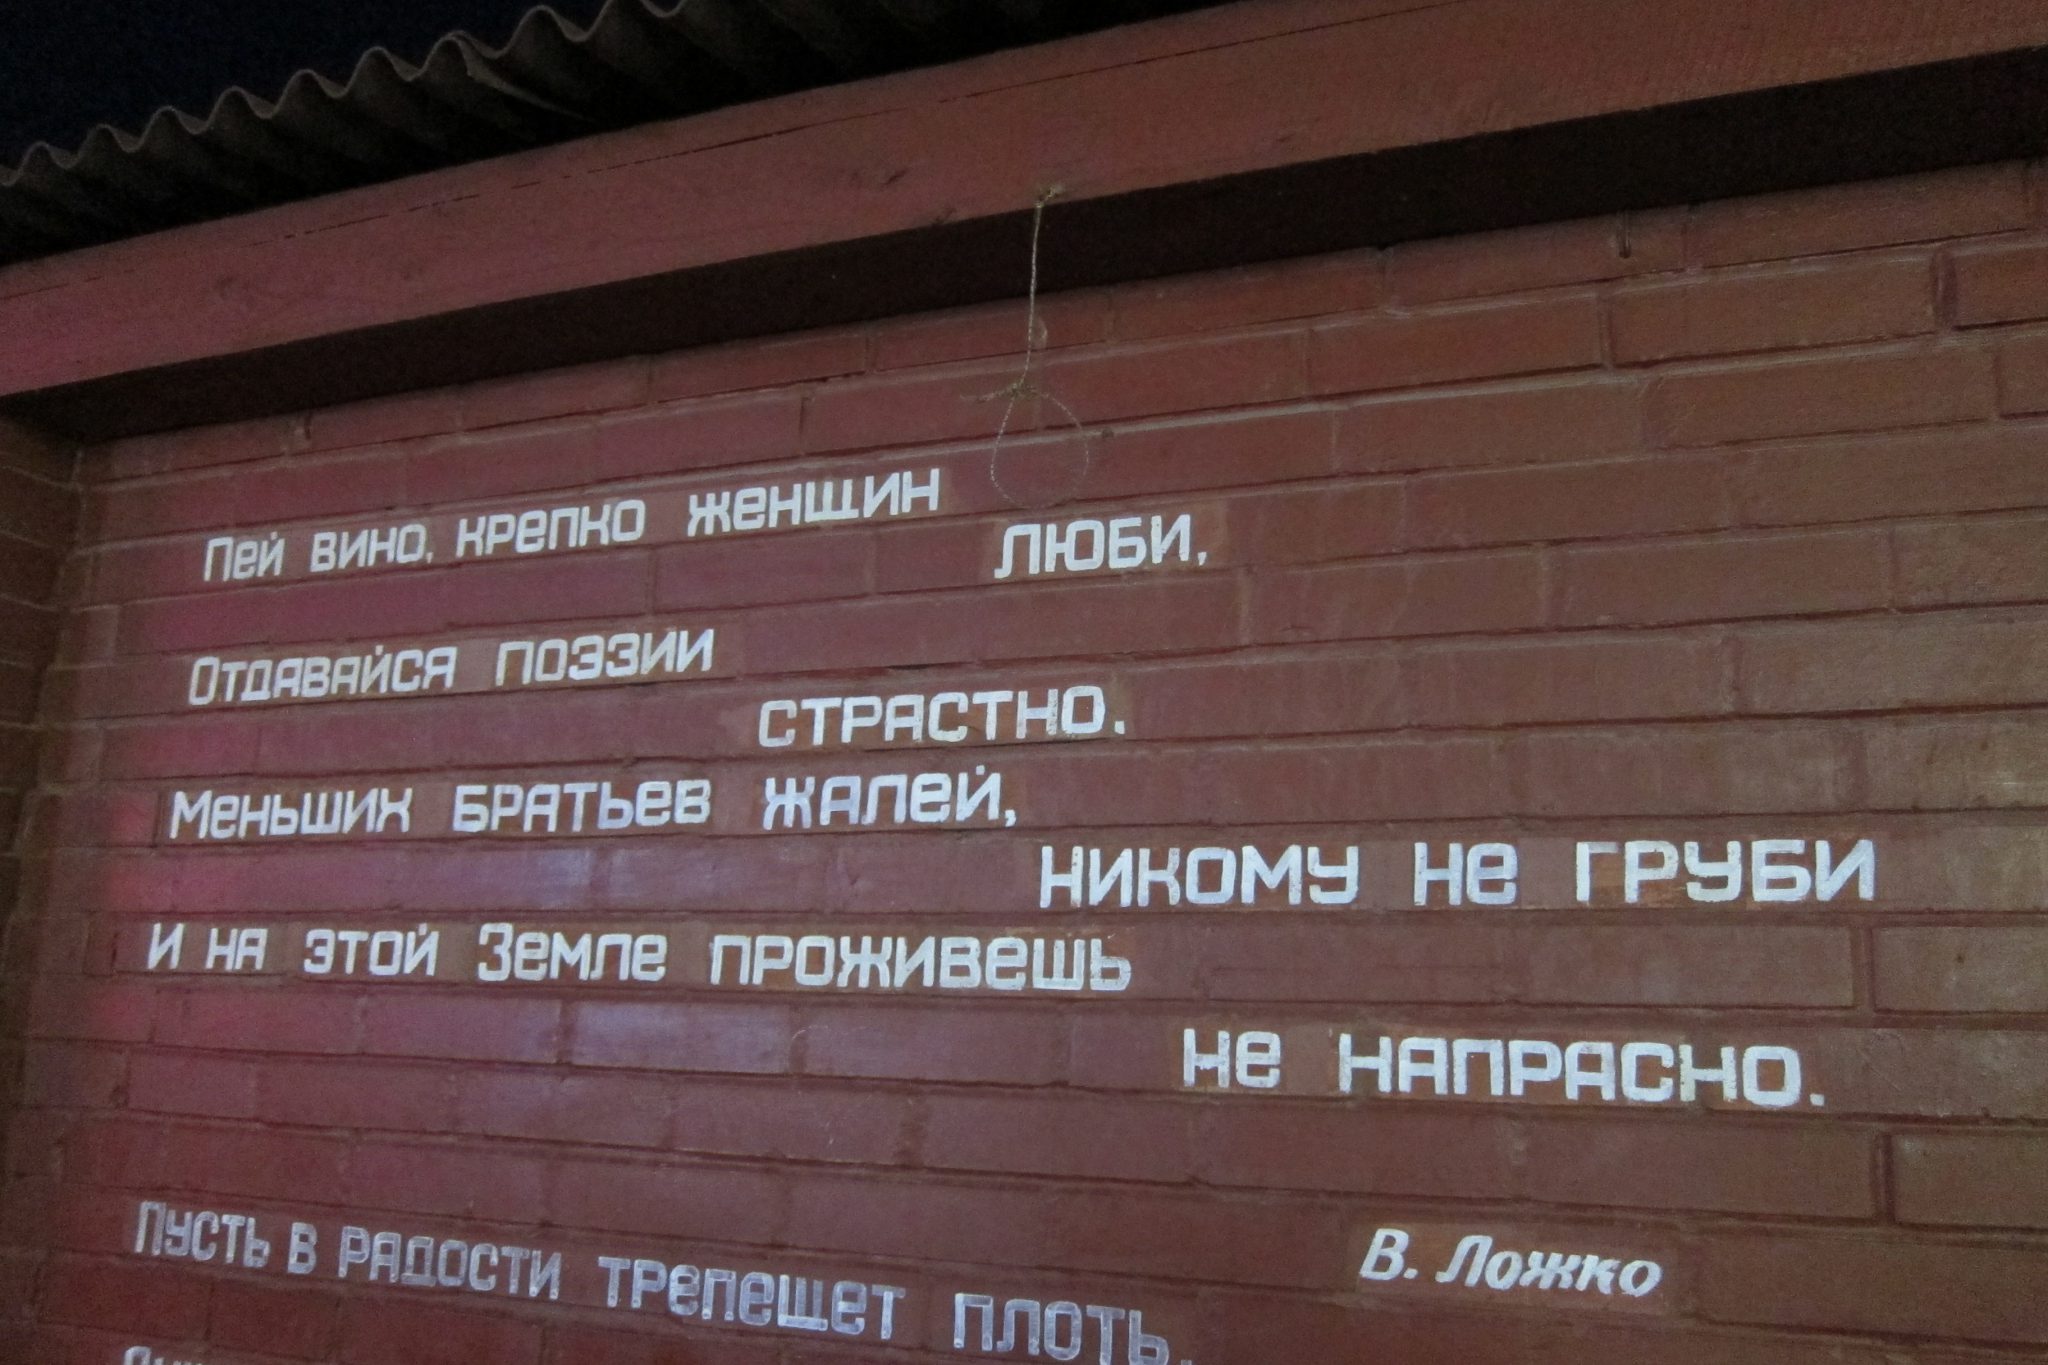 Пей вино, крепко женщин
люби,
Отдавайся поэзии
страстно.
Меньших братьев жалей,
никому не груби
И на этой Земле проживешь
не напрасно.
В. Ложко
Пусть в радости трепещет плоть,